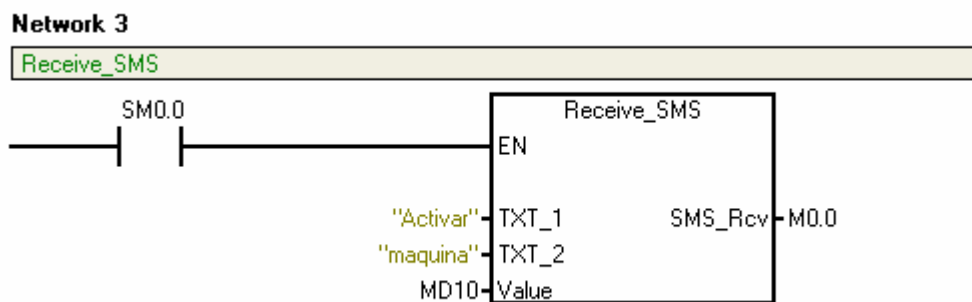 Network 3
Receive_SMS
SM0.0
Receive_SMS
EN
"Activar" TXT_1 SMS_Rcv M0.0
"maquina" TXT_2
MD10 Value